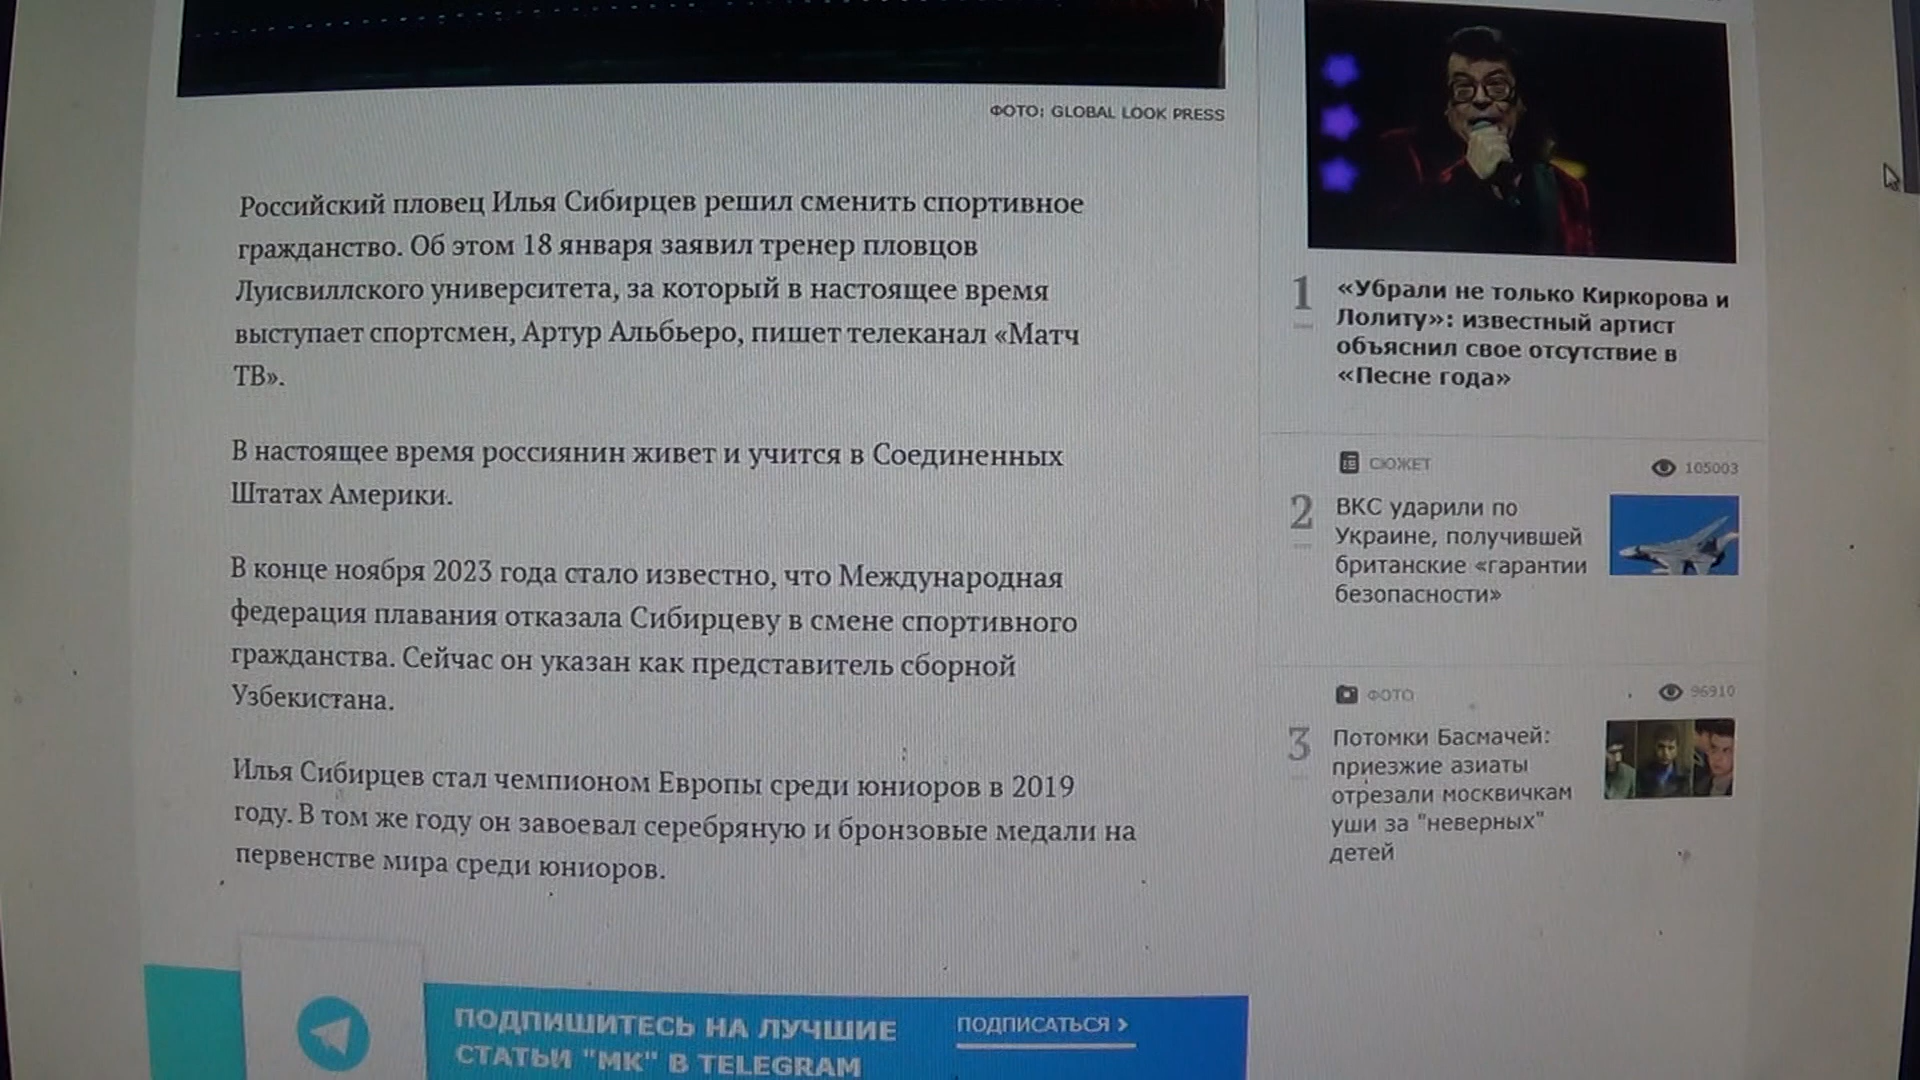 ФОТО: GLOBAL LOOK PRESS
Российский пловец Илья Сибирцев решил сменить спортивное
гражданство. Об этом 18 января заявил тренер пловцов
Луисвиллского университета, за который в настоящее время
выступает спортсмен, Артур Альбьеро, пишет телеканал «Матч
ТВ».
В настоящее время россиянин живет и учится в Соединенных
Штатах Америки.
В конце ноября 2023 года стало известно, что Международная
федерация плавания отказала Сибирцеву в смене спортивного
гражданства. Сейчас он указан как представитель сборной
Узбекистана.
Илья Сибирцев стал чемпионом Европы среди юниоров в 2019
году. В том же году он завоевал серебряную и бронзовые медали на
первенстве мира среди юниоров.
ПОДПИШИТЕСЬ НА ЛУЧШИЕ
СТАТЬИ "МК" В TELEGRAM
ПОДПИСАТЬСЯ >
1
«Убрали не только Киркорова и
Лолиту»: известный артист
объяснил свое отсутствие в
«Песне года»
СЮЖЕТ
105003
2
ВКС ударили по
Украине, получившей
британские «гарантии
безопасности»
ФОТО
96910
3
Потомки Басмачей:
приезжие азиаты
отрезали москвичкам
уши за "неверных"
детей